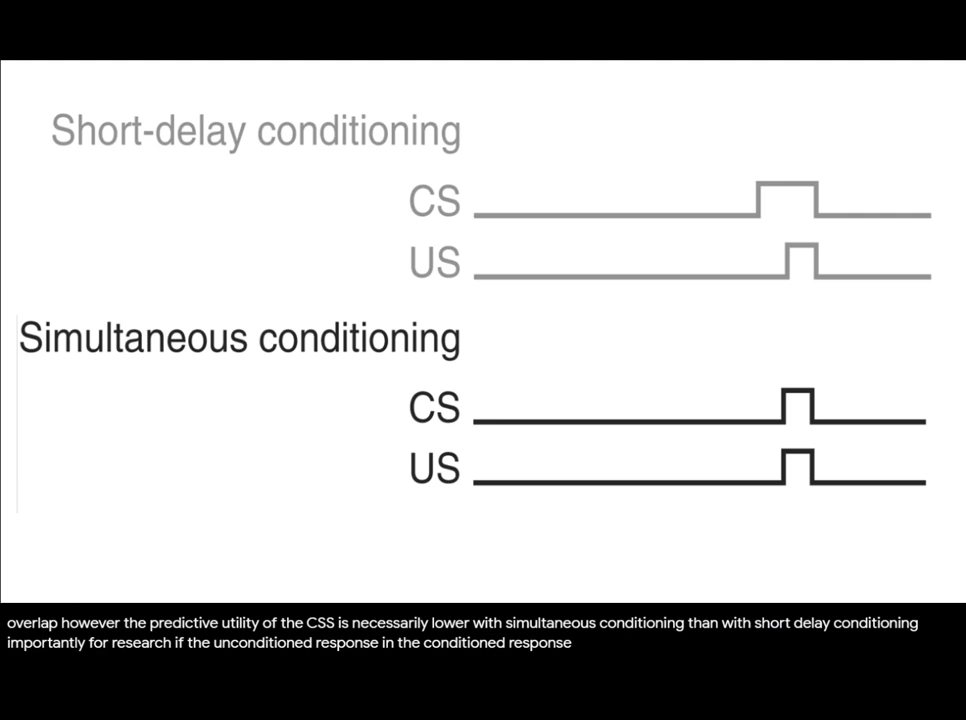 Short-delay conditioning
CS
US
Simultaneous conditioning
CS
US
overlap however the predictive utility of the CSS is necessarily lower with simultaneous conditioning than with short delay conditioning
importantly for research if the unconditioned response in the conditioned response